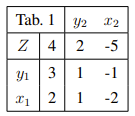 Tab. 1 y₂ x₂
Z 4 2 -5
y₁ 3 1 -1
x₁ 2 1 -2